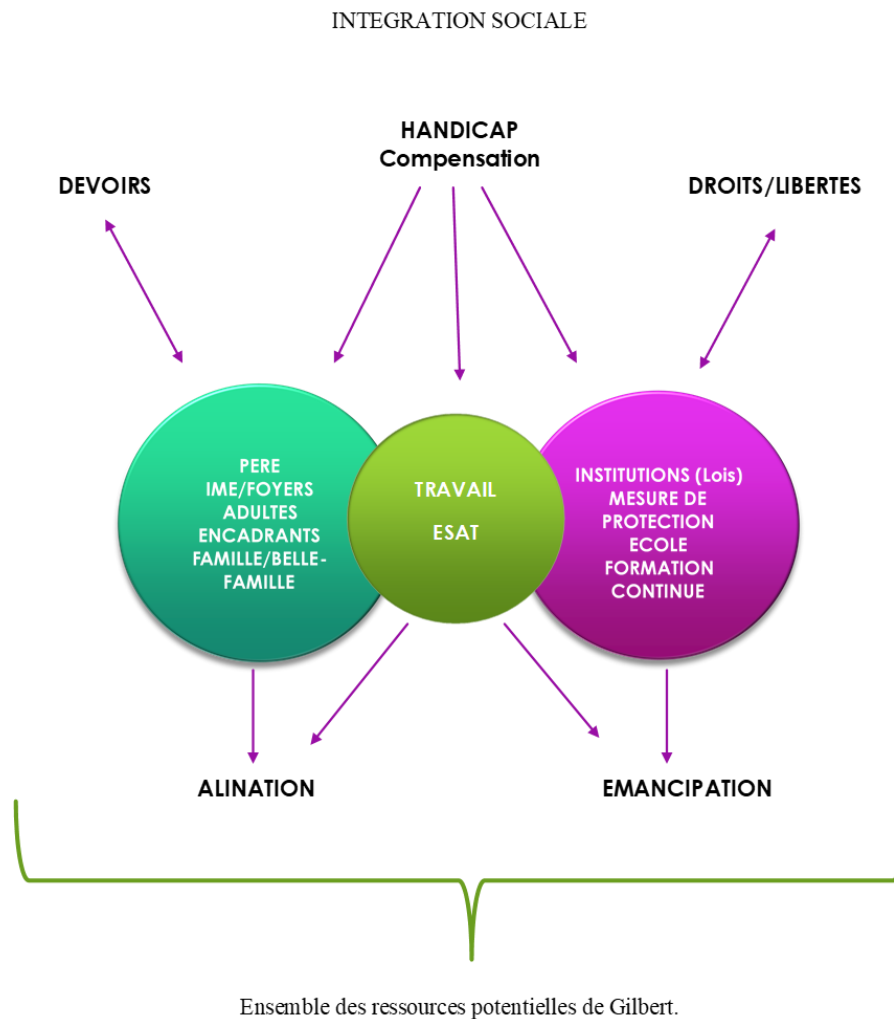 INTEGRATION SOCIALE
HANDICAP
Compensation
DEVOIRS
DROITS/LIBERTES
PERE
IME/FOYERS
ADULTES
ENCADRANTS
FAMILLE/BELLE-
FAMILLE
TRAVAIL
ESAT
INSTITUTIONS (Lois)
MESURE DE
PROTECTION
ECOLE
FORMATION
CONTINUE
ALINATION
EMANCIPATION
Ensemble des ressources potentielles de Gilbert.